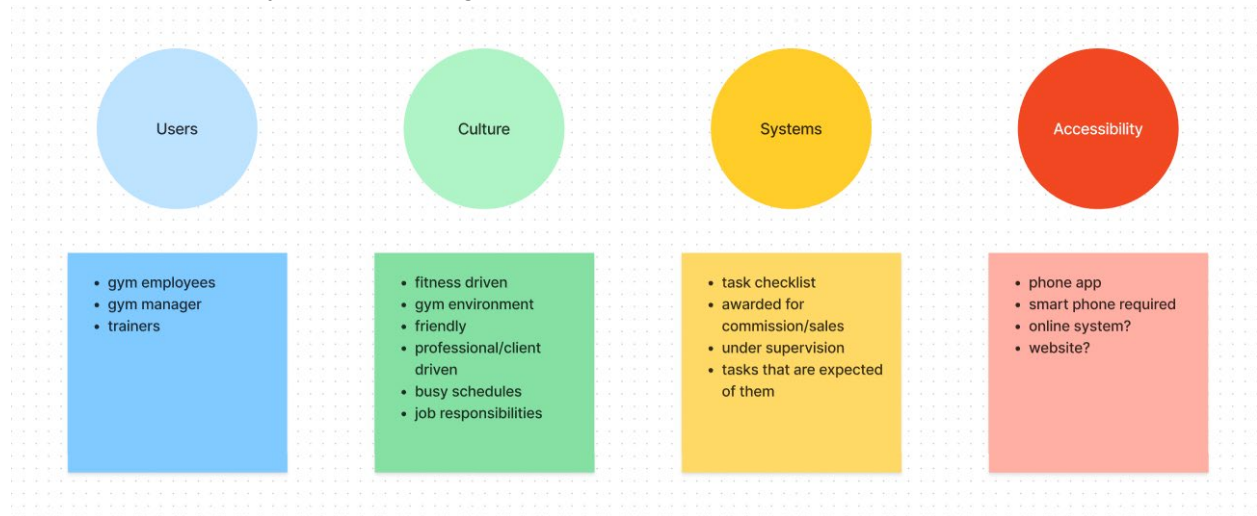 Users
Culture
Systems
Accessibility
• gym employees
• gym manager
• trainers
• fitness driven
• gym environment
• friendly
• professional/client
driven
• busy schedules
• job responsibilities
• task checklist
• awarded for
commission/sales
• under supervision
• tasks that are expected
of them
• phone app
• smart phone required
• online system?
• website?